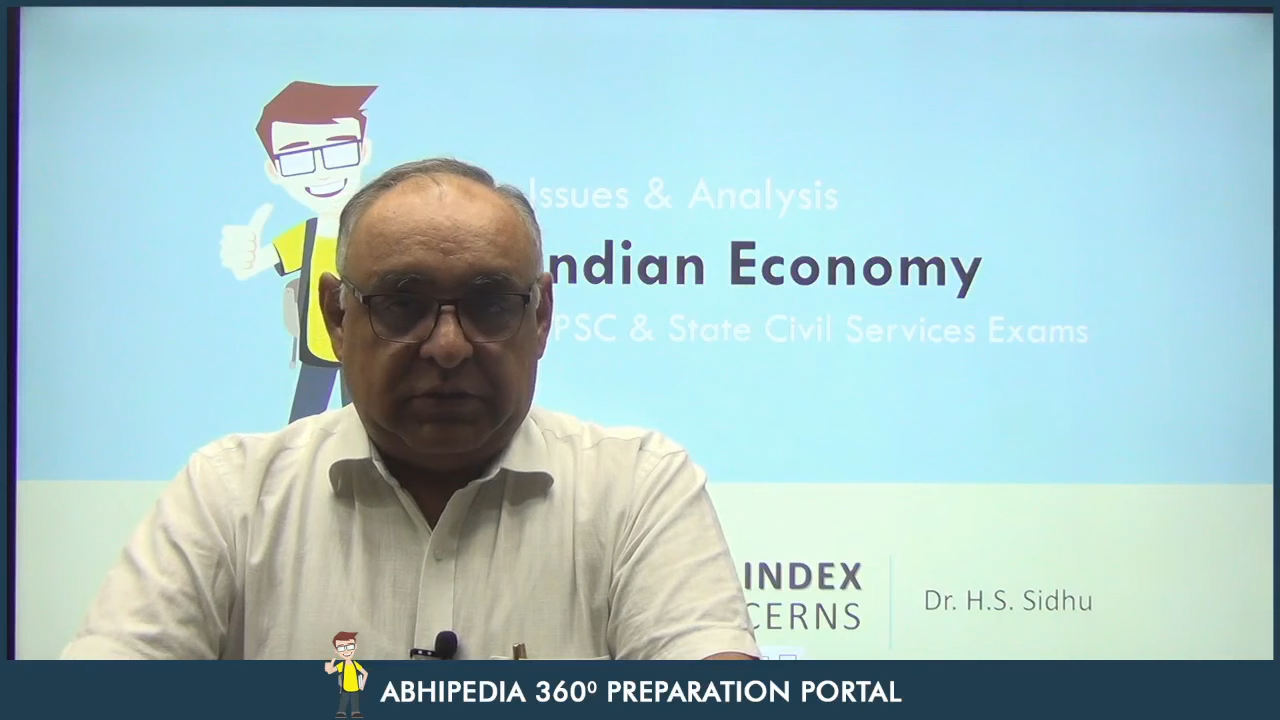 Issues & Analysis
ndian Economy
PSC & State Civil Services Exams
INDEX
CERNS
Dr. H.S. Sidhu
ABHIPEDIA 360⁰ PREPARATION PORTAL